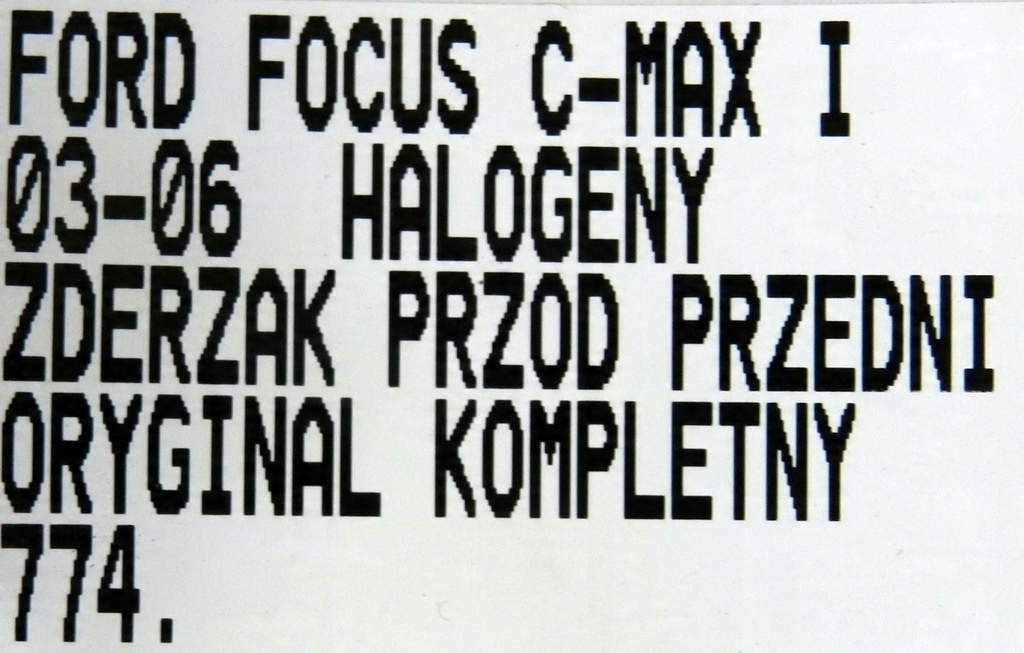 FORD FOCUS C-MAX I
03-06 HALOGENY
ZDERZAK PRZOD PRZEDNI
ORYGINAL KOMPLETNY
774.